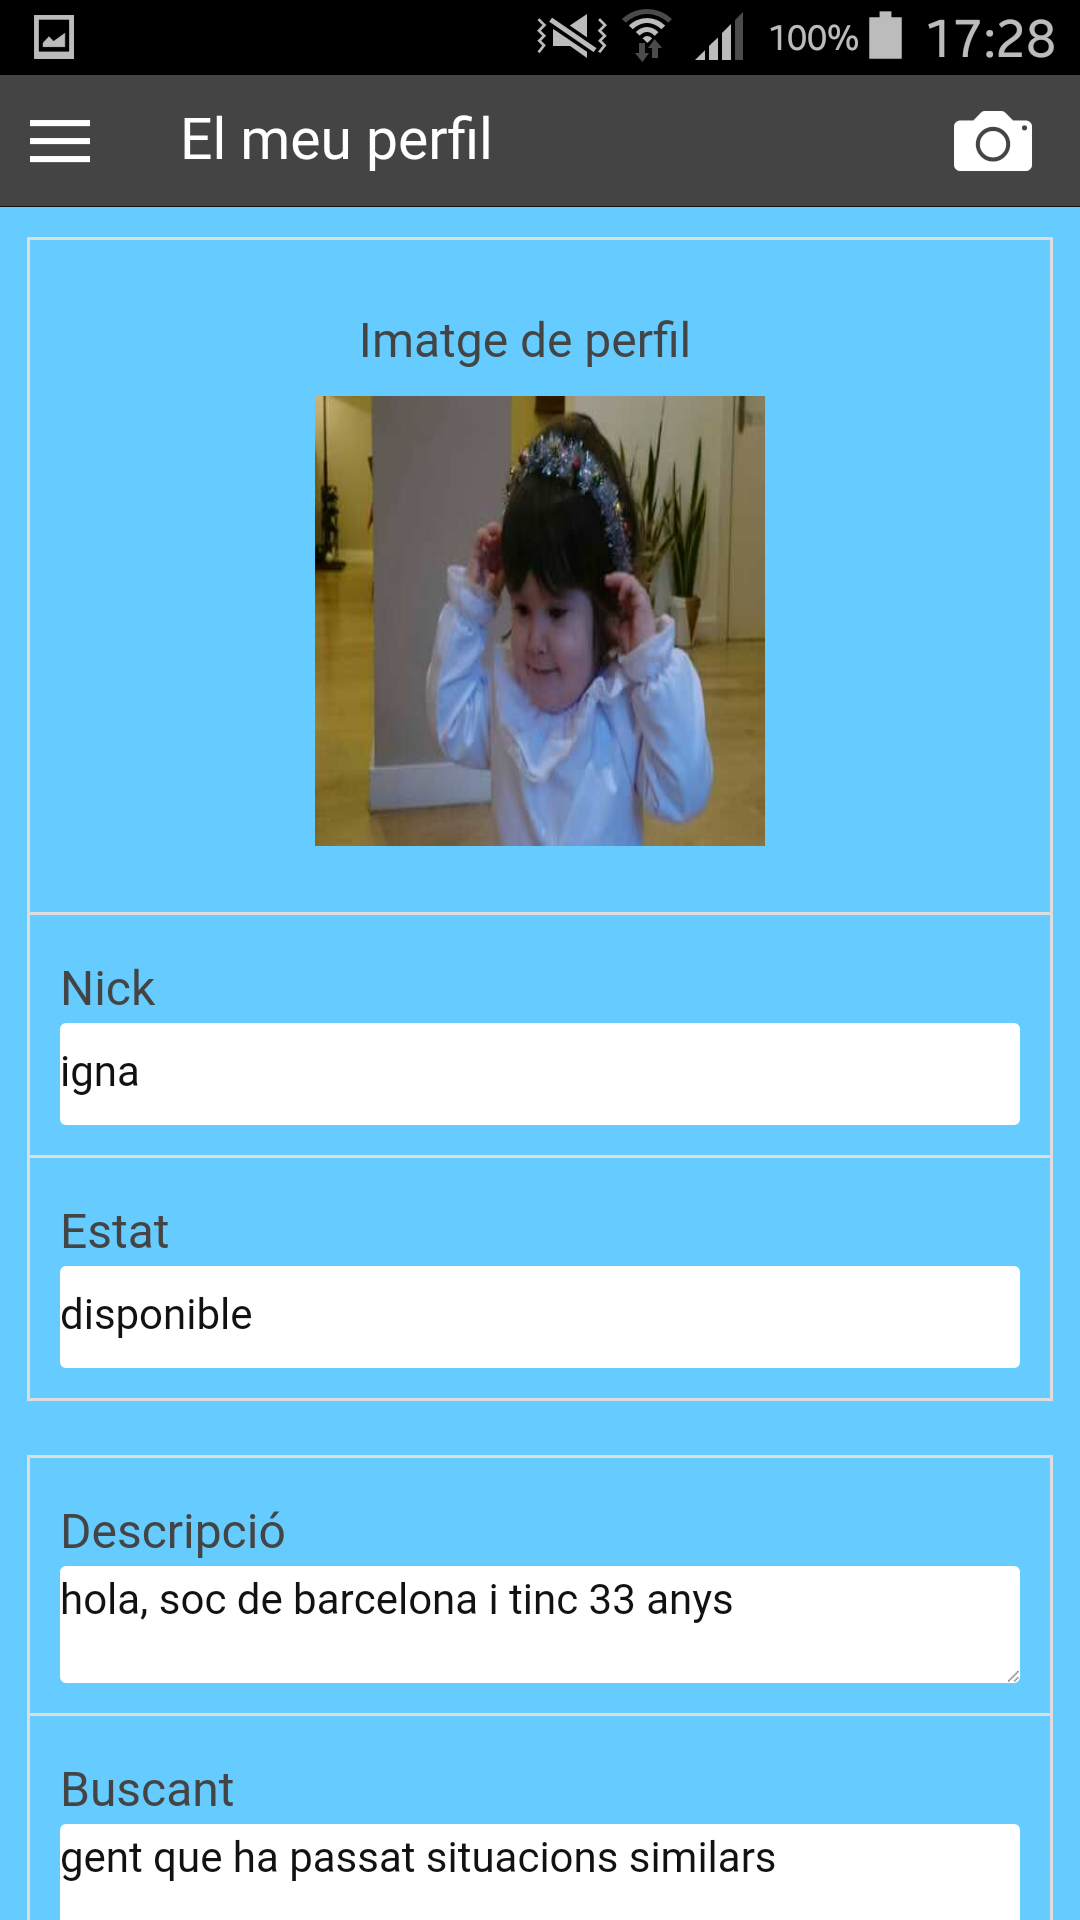 100% 17:28
El meu perfil
Imatge de perfil
Nick
igna
Estat
disponible
Descripció
hola, soc de barcelona i tinc 33 anys
Buscant
gent que ha passat situacions similars